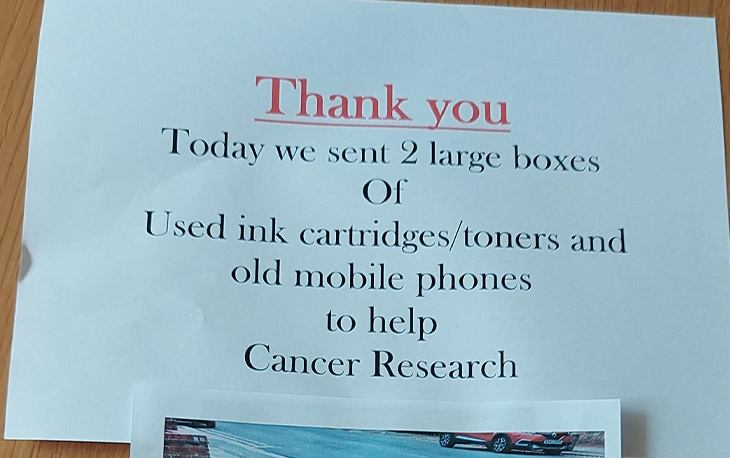 Thank you
Today we sent 2 large boxes
Of
Used ink cartridges/toners and
old mobile phones
to help
Cancer Research